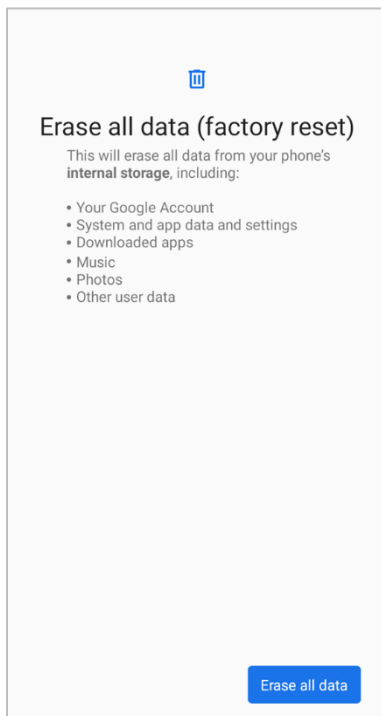 Erase all data (factory reset)
This will erase all data from your phone's
internal storage, including:
• Your Google Account
• System and app data and settings
• Downloaded apps
• Music
• Photos
• Other user data
Erase all data